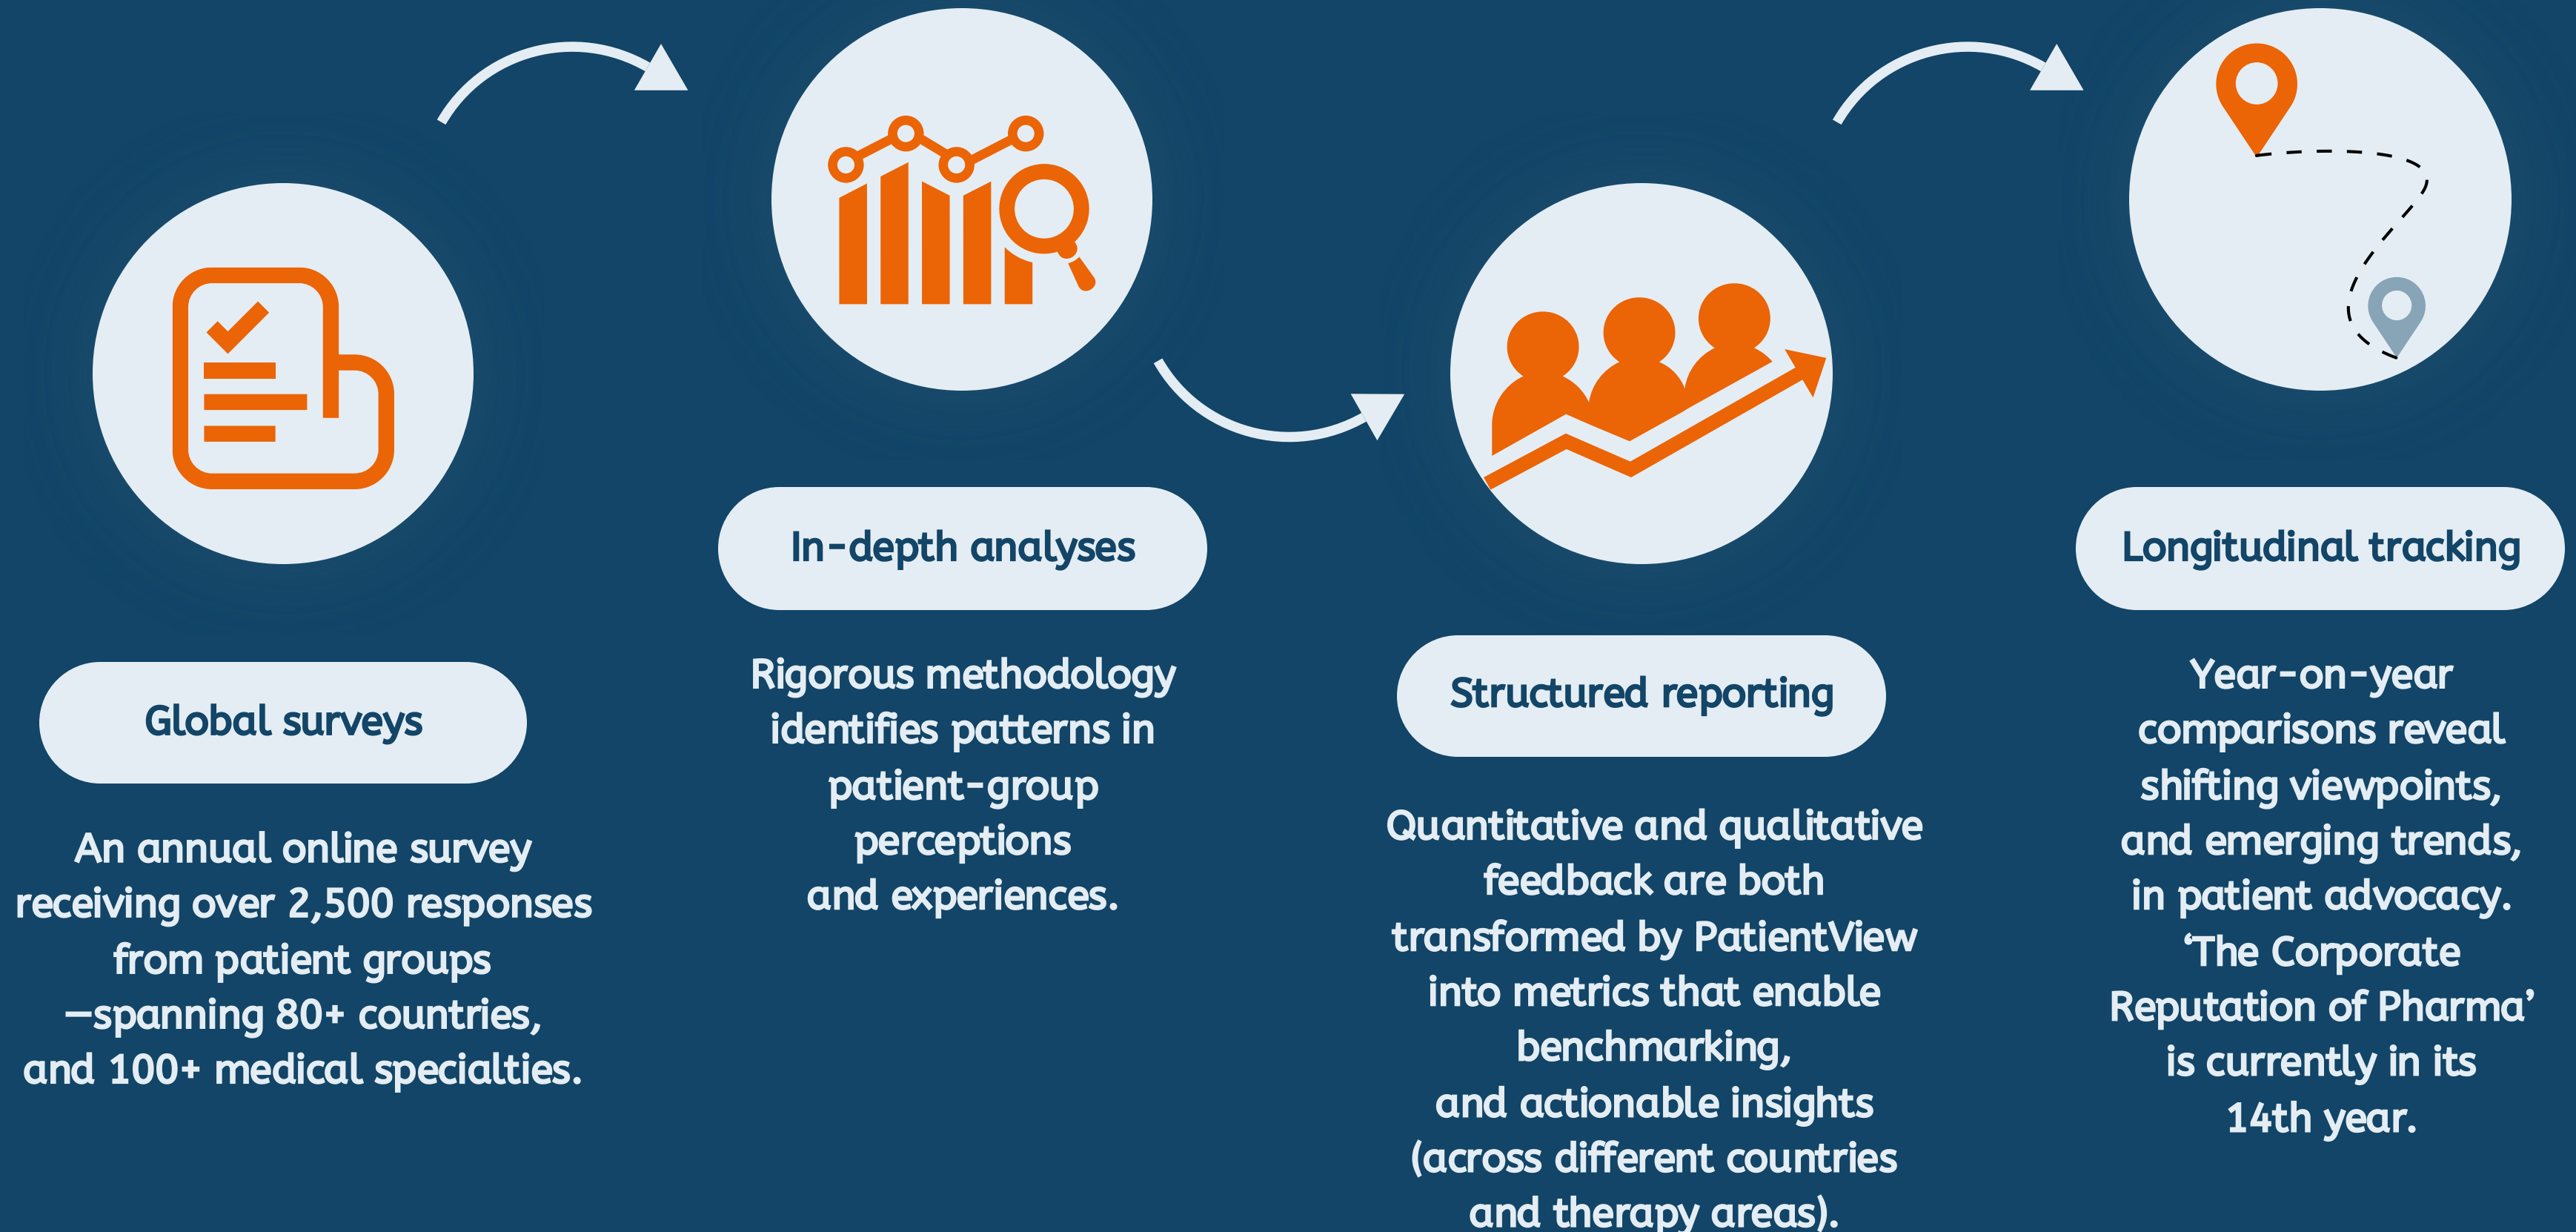 Global surveys
An annual online survey
receiving over 2,500 responses
from patient groups
—spanning 80+ countries,
and 100+ medical specialties.
In-depth analyses
Rigorous methodology
identifies patterns in
patient-group
perceptions
and experiences.
Structured reporting
Quantitative and qualitative
feedback are both
transformed by PatientView
into metrics that enable
benchmarking,
and actionable insights
(across different countries
and therapy areas).
Longitudinal tracking
Year-on-year
comparisons reveal
shifting viewpoints,
and emerging trends,
in patient advocacy.
‘The Corporate
Reputation of Pharma’
is currently in its
14th year.